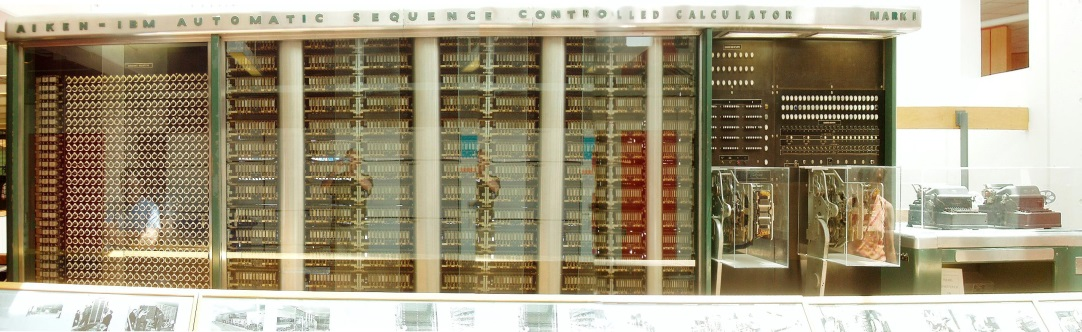 AIKEN-IBM AUTOMATIC SEQUENCE CONTROLLED CALCULATOR MARK I